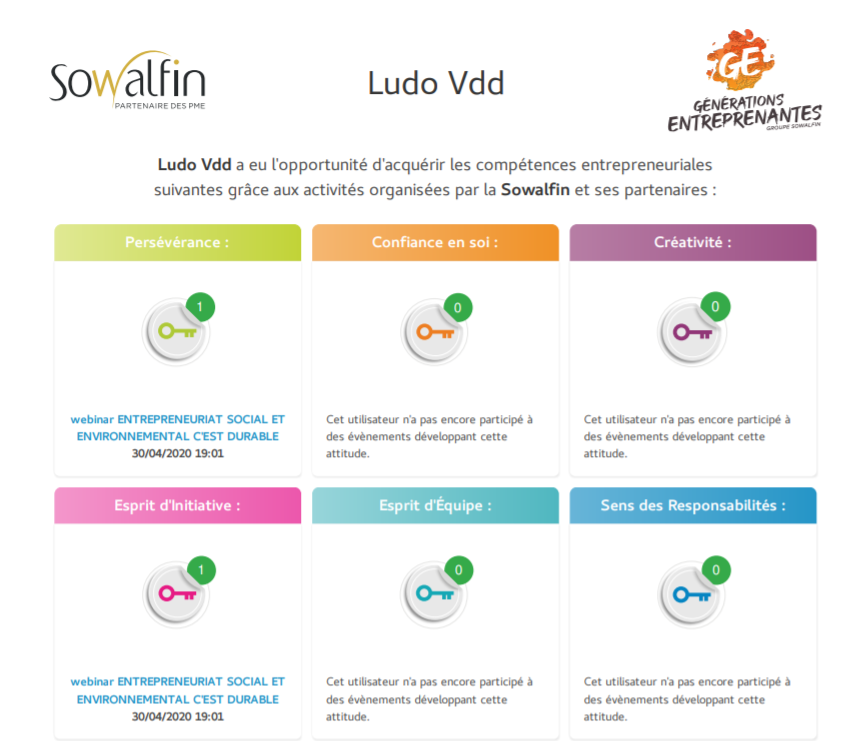 Sowalfin
PARTENAIRE DES PME
Ludo Vdd
GE
GÉNÉRATIONS
ENTREPRENANTES
GROUPE SOWALFIN
Ludo Vdd a eu l'opportunité d'acquérir les compétences entrepreneuriales
suivantes grâce aux activités organisées par la Sowalfin et ses partenaires :
Persévérance :
1
webinar ENTREPRENEURIAT SOCIAL ET
ENVIRONNEMENTAL C'EST DURABLE
30/04/2020 19:01
Confiance en soi :
0
Cet utilisateur n'a pas encore participé à
des évènements développant cette
attitude.
Créativité :
0
Cet utilisateur n'a pas encore participé à
des évènements développant cette
attitude.
Esprit d'Initiative :
1
webinar ENTREPRENEURIAT SOCIAL ET
ENVIRONNEMENTAL C'EST DURABLE
30/04/2020 19:01
Esprit d'Équipe :
0
Cet utilisateur n'a pas encore participé à
des évènements développant cette
attitude.
Sens des Responsabilités :
0
Cet utilisateur n'a pas encore participé à
des évènements développant cette
attitude.